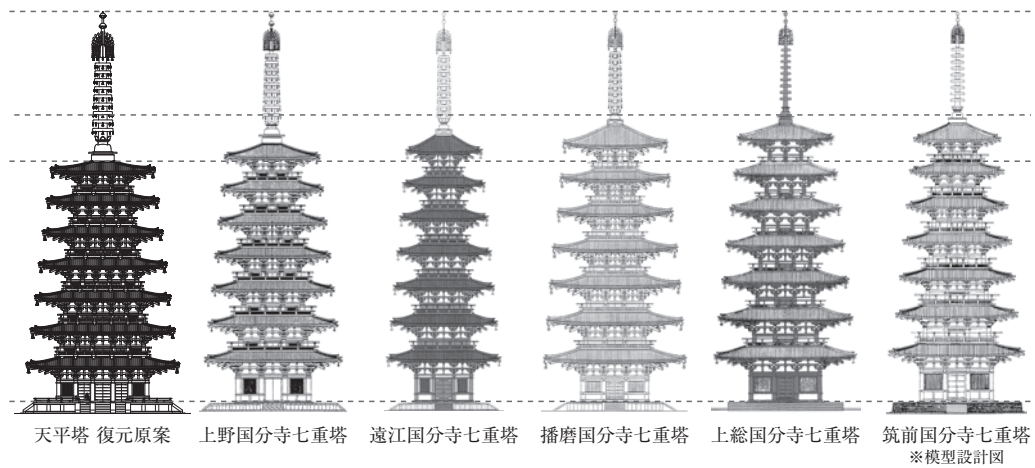 天平塔 復元原案
上野国分寺七重塔
遠江国分寺七重塔
播磨国分寺七重塔
上総国分寺七重塔
筑前国分寺七重塔
※模型設計図